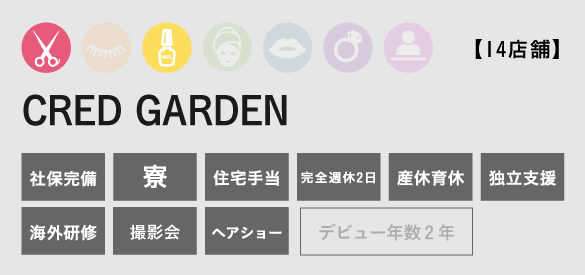 【14店舗】
CRED GARDEN
社保完備 寮 住宅手当 完全週休2日 産休育休 独立支援
海外研修 撮影会 ヘアショー デビュー年数2年